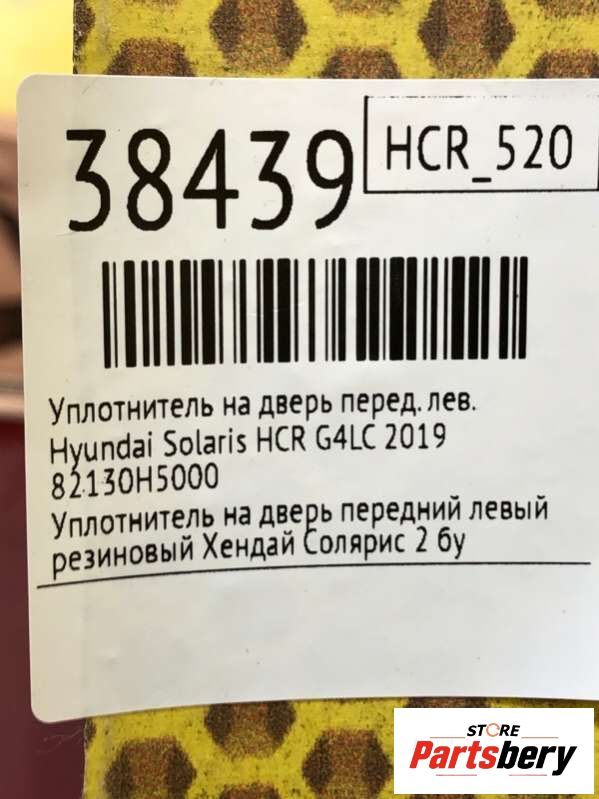 38439
HCR_520
Уплотнитель на дверь перед. лев.
Hyundai Solaris HCR G4LC 2019
82130H5000
Уплотнитель на дверь передний левый
резиновый Хендай Солярис 2 бу
STORE
Partsbery